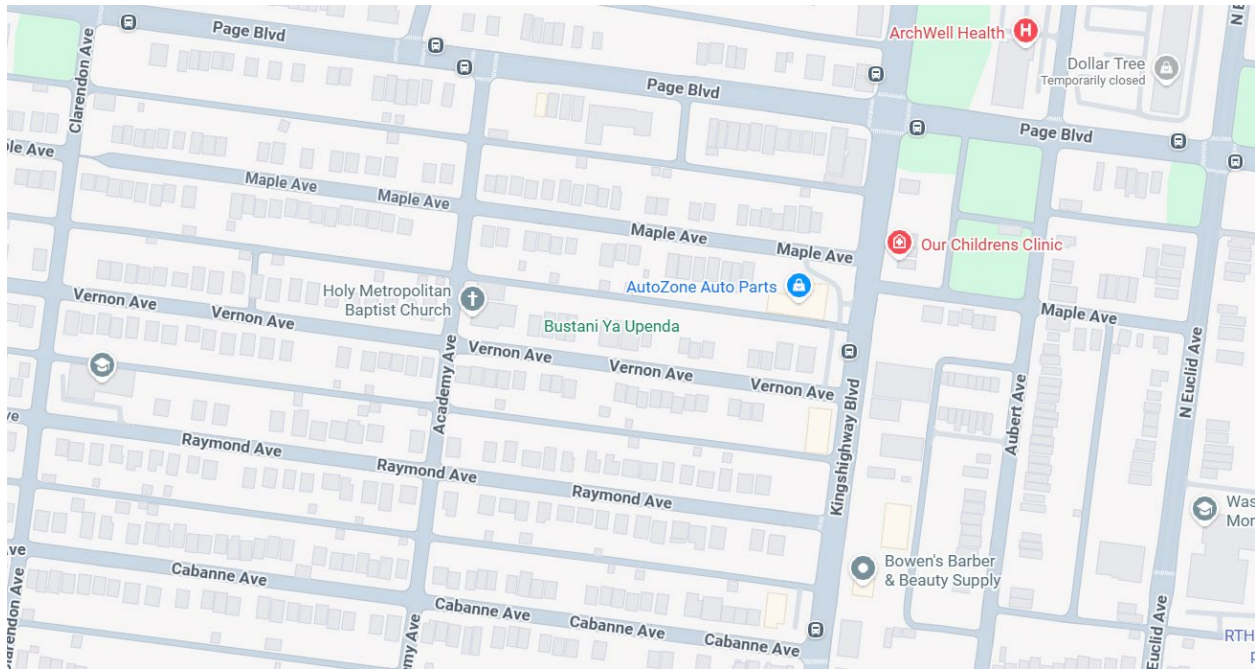 Page Blvd
Clarendon Ave
ArchWell Health
Dollar Tree
Temporarily closed
Page Blvd
Page Blvd
Maple Ave
Maple Ave
Maple Ave
Maple Ave
Our Childrens Clinic
Holy Metropolitan
Baptist Church
AutoZone Auto Parts
Bustani Ya Upenda
Maple Ave
N Euclid Ave
Vernon Ave
Vernon Ave
Vernon Ave
Vernon Ave
Vernon Ave
Academy Ave
Kingshighway Blvd
Aubert Ave
Raymond Ave
Raymond Ave
Raymond Ave
Bowen's Barber
& Beauty Supply
Cabanne Ave
Cabanne Ave
Cabanne Ave
Cabanne Ave
Clarendon Ave
Euclid Ave
RTH